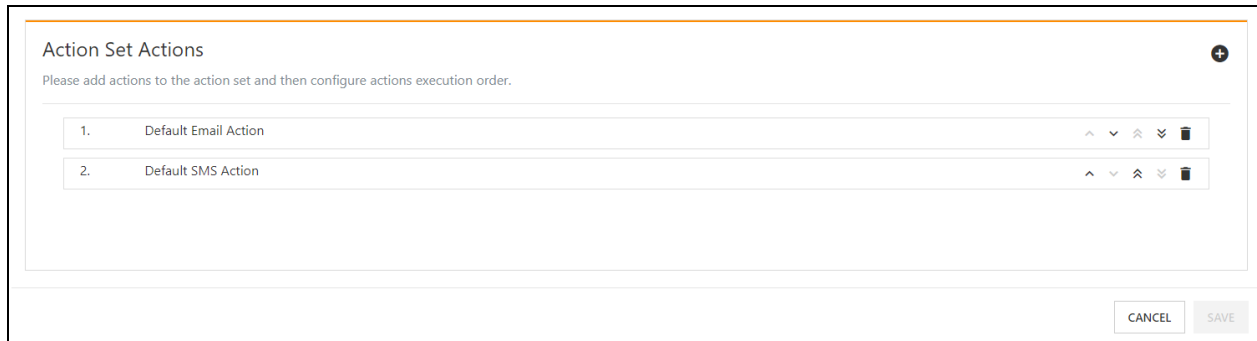 Action Set Actions
Please add actions to the action set and then configure actions execution order.
1. Default Email Action
2. Default SMS Action
CANCEL SAVE